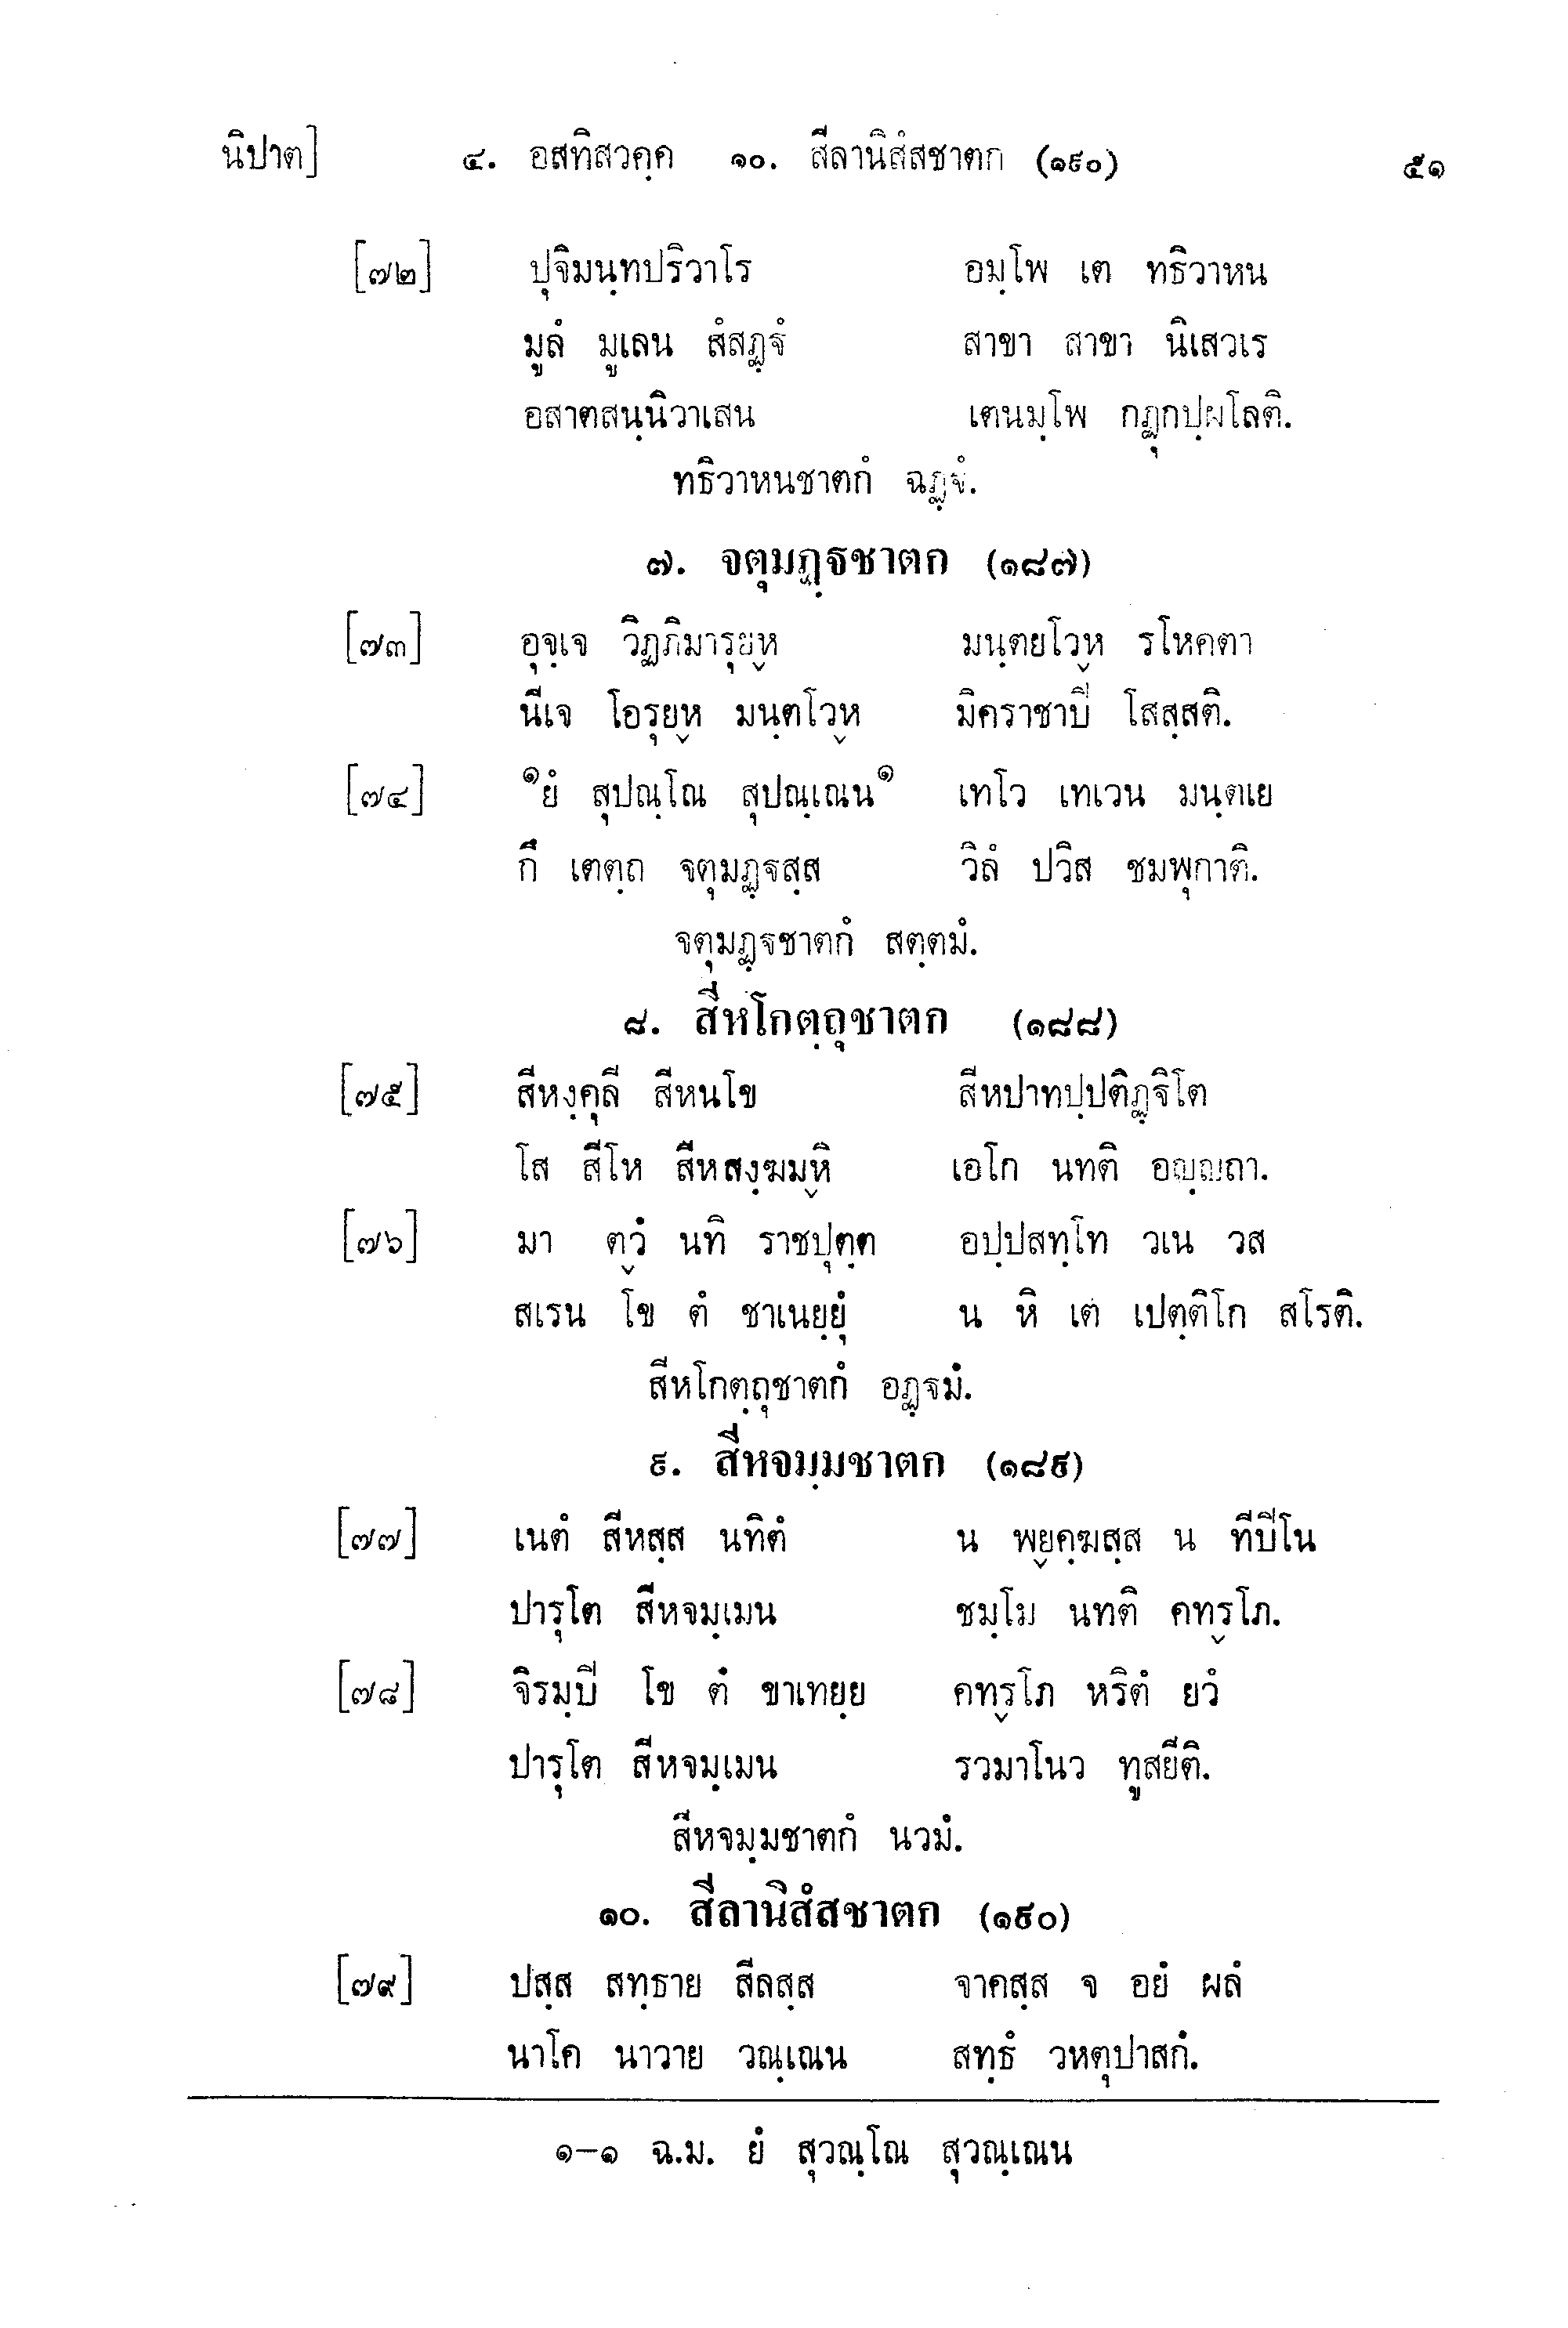 นิปาต] ๔. อสทิสวคฺค ๑๐. สีลานิสํสชาตก (๑๙๐) ๕๑
[๗๒] ปุจิมนฺทปริวาโร อมฺโพ เต ทธิวาหน
มูลํ มูเลน สํสฏฺฐํ สาขา สาขา นิเสวเร
อสาตสนฺนิวาเสน เตนมฺโพ กฏุกปฺผโลติ.
ทธิวาหนชาตกํ ฉฏฺฐํ.
๗. จตุมฏฺฐชาตก (๑๘๗)
[๗๓] อุจฺเจ วิฏภิมารุยฺห มนฺตยโวฺห รโหคตา
นีเจ โอรุยฺห มนฺตโวฺห มิคราชาปี โสสฺสติ.
[๗๔] ๑ยํ สุปณฺโณ สุปณฺเณน๑ เทโว เทเวน มนฺตเย
กึ เตตฺถ จตุมฏฺฐสฺส วิลํ ปวิส ชมพุกาติ.
จตุมฏฺฐชาตกํ สตฺตมํ.
๘. สีหโกตฺถุชาตก (๑๘๘)
[๗๕] สีหงฺคุลี สีหนโข สีหปาทปฺปติฏฺฐิโต
โส สีโห สีหสงฺฆมฺหิ เอโก นทติ อญฺญถา.
[๗๖] มา ตฺวํ นทิ ราชปุตฺต อปฺปสทฺโท วเน วส
สเรน โข ตํ ชาเนยฺยุํ น หิ เต เปตฺติโก สโรติ.
สีหโกตฺถุชาตกํ อฏฺฐมํ.
๙. สีหจมฺมชาตก (๑๘๙)
[๗๗] เนตํ สีหสฺส นทิตํ น พฺยคฺฆสฺส น ทีปิโน
ปารุโต สีหจมฺเมน ชมฺโม นทติ คทฺรโภ.
[๗๘] จิรมฺปี โข ตํ ขาเทยฺย คทฺรโภ หริตํ ยวํ
ปารุโต สีหจมฺเมน รวมาโนว ทูสยีติ.
สีหจมฺมชาตกํ นวมํ.
๑๐. สีลานิสํสชาตก (๑๙๐)
[๗๙] ปสฺส สทฺธาย สีลสฺส จาคสฺส จ อยํ ผลํ
นาโค นาวาย วณฺเณน สทฺธํ วหตุปาสกํ.
๑-๑ ฉ.ม. ยํ สุวณฺโณ สุวณฺเณน